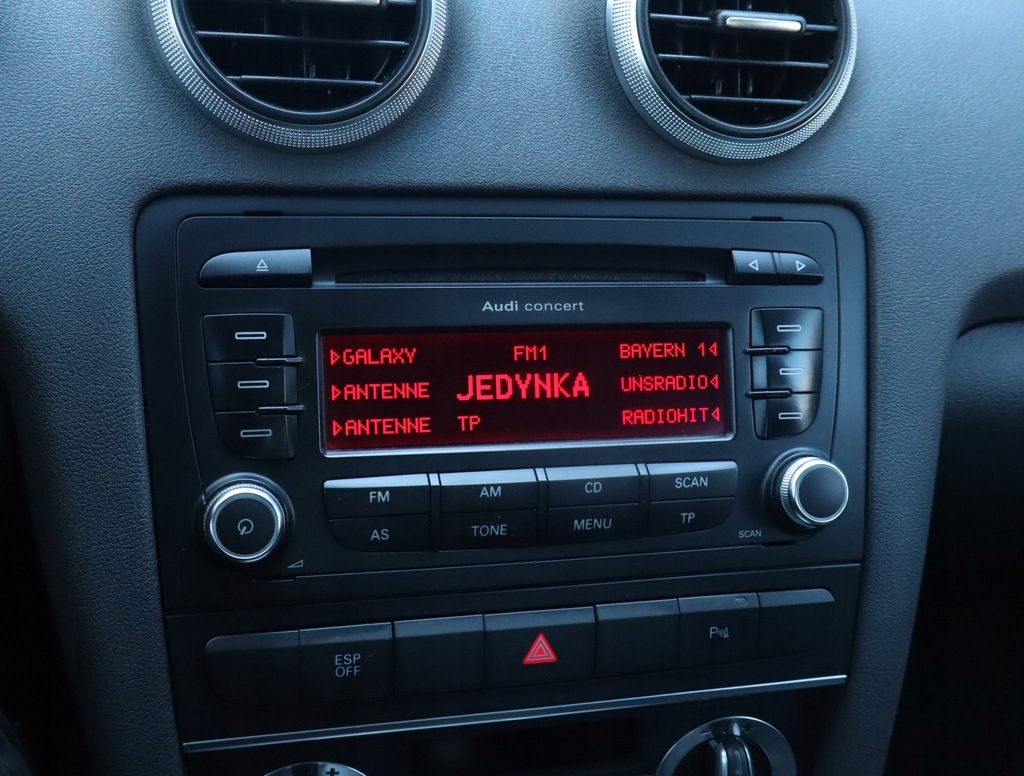 Audi concert
GALAXY FM1 BAYERN 1
ANTENNE JEDYNKA UNSRADIO
ANTENNE TP RADIOHIT
FM AM CD SCAN
AS TONE MENU TP
SCAN
ESP
OFF
P